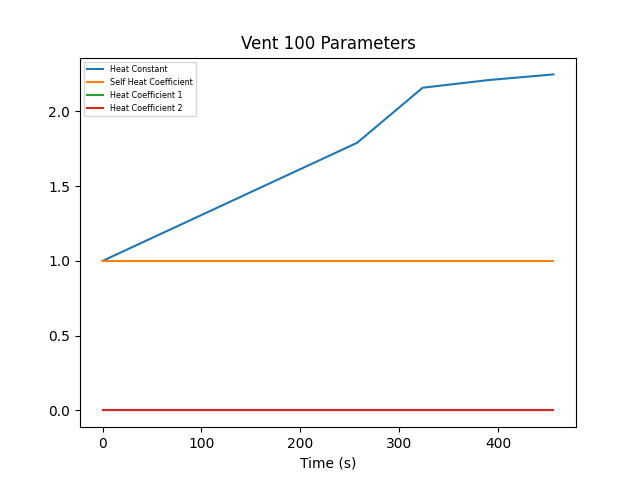 Vent 100 Parameters
Heat Constant
Self Heat Coefficient
Heat Coefficient 1
Heat Coefficient 2
2.0
1.5
1.0
0.5
0.0
0 100 200 300 400
Time (s)